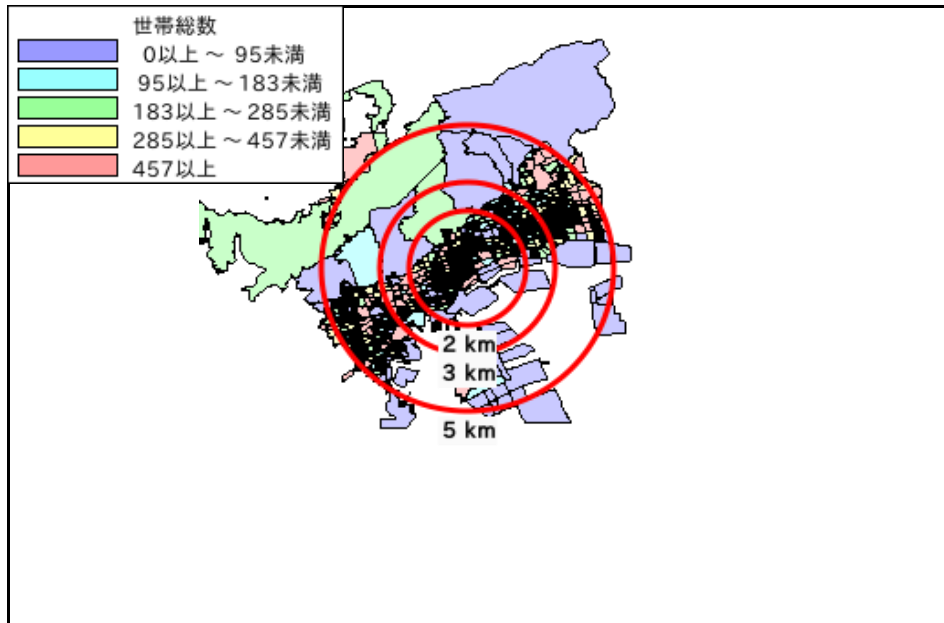 世帯総数
0以上 ～ 95未満
95以上 ～ 183未満
183以上 ～ 285未満
285以上 ～ 457未満
457以上
2 km
3 km
5 km